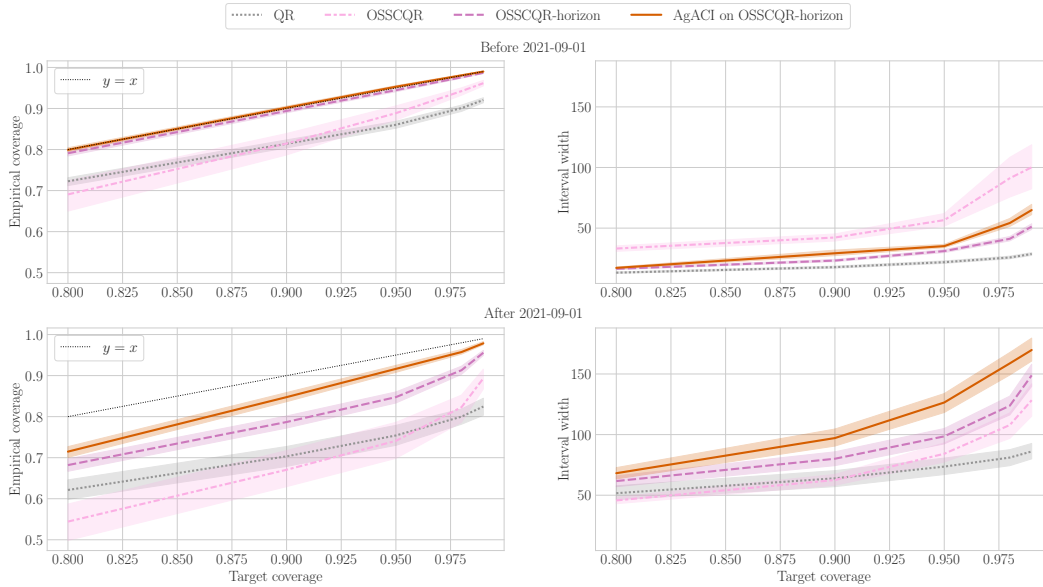 QR OSSCQR OSSCQR-horizon AgACI on OSSCQR-horizon
Before 2021-09-01
Empirical coverage
1.0
0.9
0.8
0.7
0.6
0.5
y = x
0.800 0.825 0.850 0.875 0.900 0.925 0.950 0.975
Interval width
150
100
50
0.800 0.825 0.850 0.875 0.900 0.925 0.950 0.975
After 2021-09-01
Empirical coverage
1.0
0.9
0.8
0.7
0.6
0.5
y = x
0.800 0.825 0.850 0.875 0.900 0.925 0.950 0.975
Target coverage
Interval width
150
100
50
0.800 0.825 0.850 0.875 0.900 0.925 0.950 0.975
Target coverage